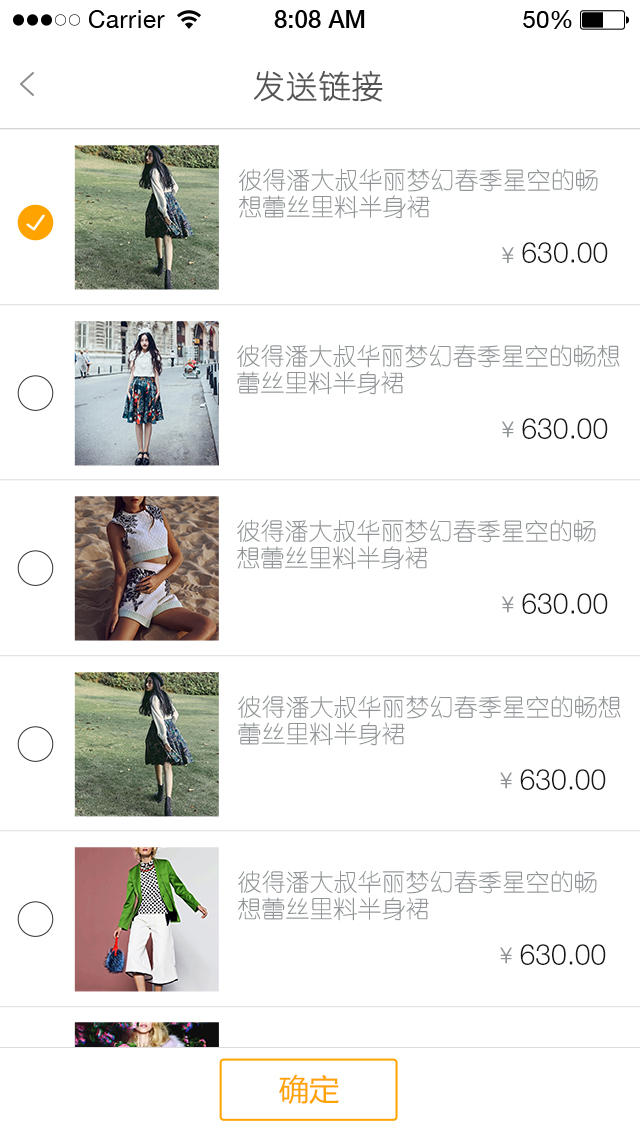 Carrier 8:08 AM 50%
发送链接
彼得潘大叔华丽梦幻春季星空的畅
想蕾丝里料半身裙
¥ 630.00
彼得潘大叔华丽梦幻春季星空的畅想
蕾丝里料半身裙
¥ 630.00
彼得潘大叔华丽梦幻春季星空的畅
想蕾丝里料半身裙
¥ 630.00
彼得潘大叔华丽梦幻春季星空的畅想
蕾丝里料半身裙
¥ 630.00
彼得潘大叔华丽梦幻春季星空的畅
想蕾丝里料半身裙
¥ 630.00
确定